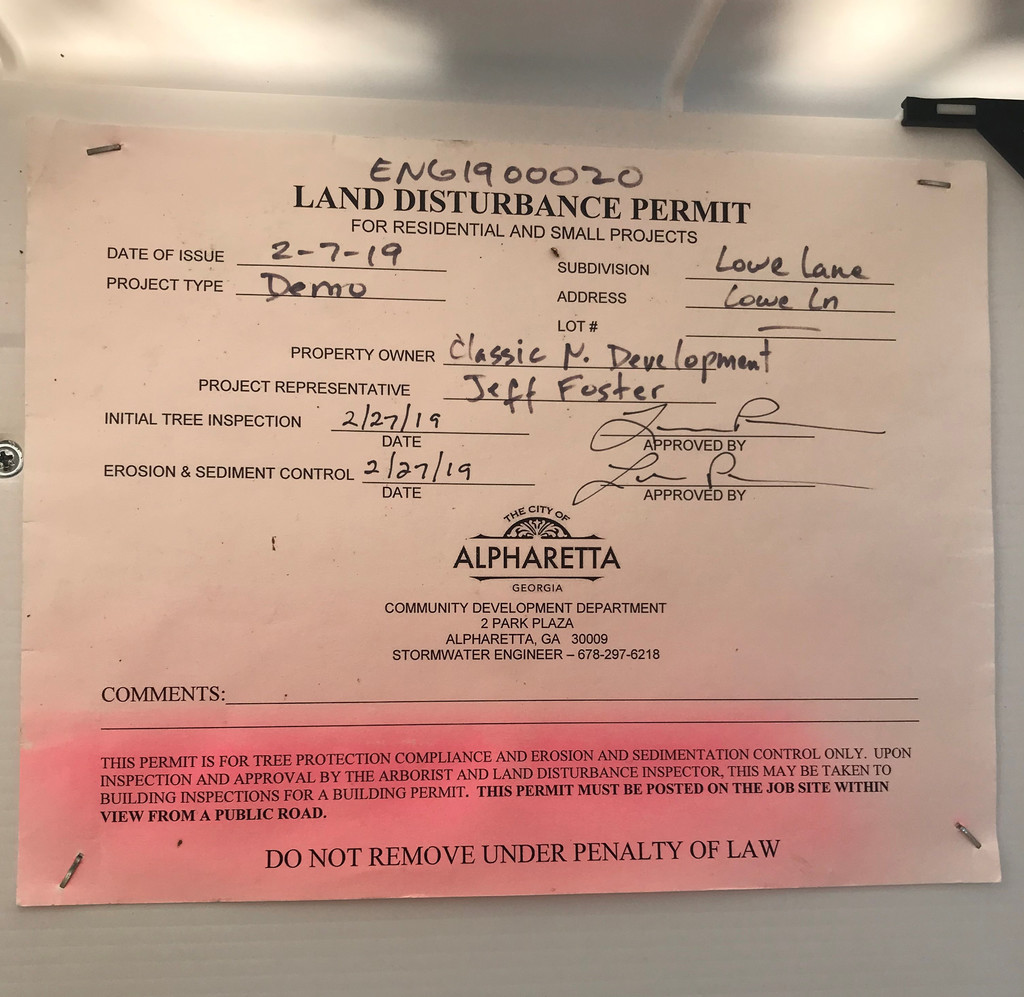 ENG1900020
LAND DISTURBANCE PERMIT
FOR RESIDENTIAL AND SMALL PROJECTS
DATE OF ISSUE 2-7-19
PROJECT TYPE Demo
SUBDIVISION Lowe Lane
ADDRESS Lowe Ln
LOT # —
PROPERTY OWNER Classic N. Development
PROJECT REPRESENTATIVE Jeff Foster
INITIAL TREE INSPECTION 2/27/19
DATE
APPROVED BY
EROSION & SEDIMENT CONTROL 2/27/19
DATE
APPROVED BY
THE CITY OF
ALPHARETTA
GEORGIA
COMMUNITY DEVELOPMENT DEPARTMENT
2 PARK PLAZA
ALPHARETTA, GA 30009
STORMWATER ENGINEER – 678-297-6218
COMMENTS:
THIS PERMIT IS FOR TREE PROTECTION COMPLIANCE AND EROSION AND SEDIMENTATION CONTROL ONLY. UPON
INSPECTION AND APPROVAL BY THE ARBORIST AND LAND DISTURBANCE INSPECTOR, THIS MAY BE TAKEN TO
BUILDING INSPECTIONS FOR A BUILDING PERMIT. THIS PERMIT MUST BE POSTED ON THE JOB SITE WITHIN
VIEW FROM A PUBLIC ROAD.
DO NOT REMOVE UNDER PENALTY OF LAW